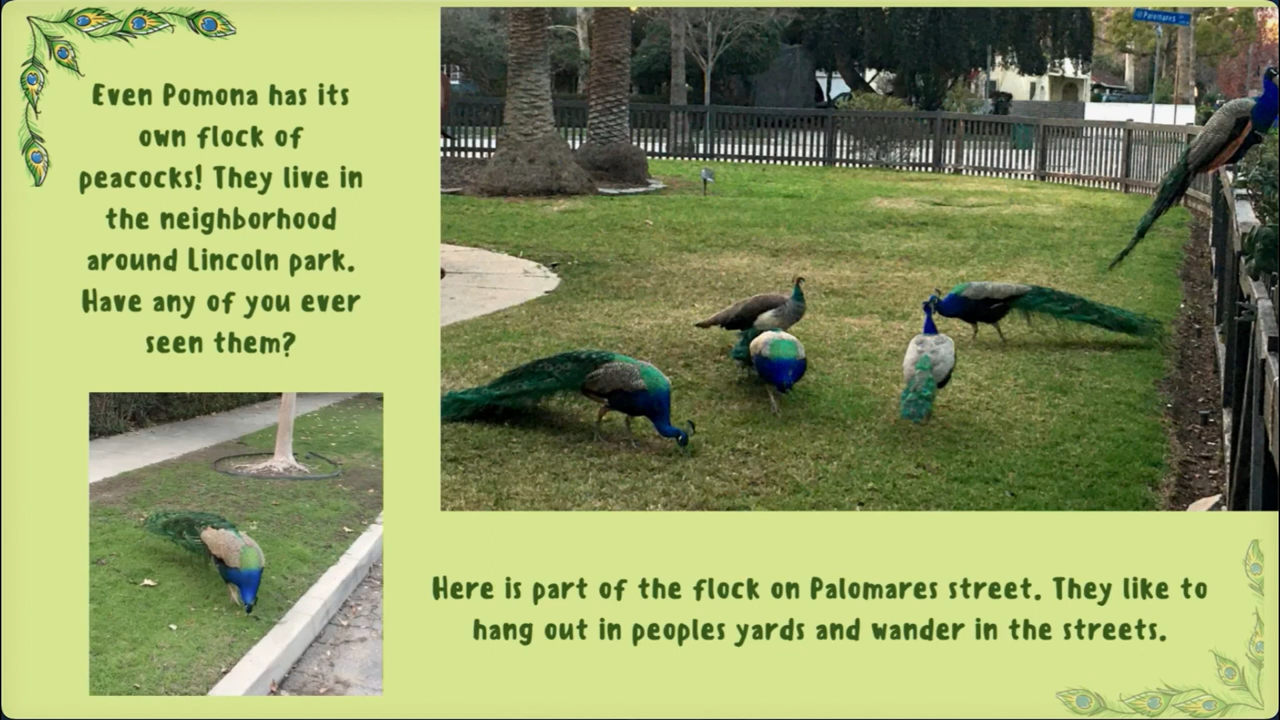 Even Pomona has its
own flock of
peacocks! They live in
the neighborhood
around Lincoln park.
Have any of you ever
seen them?
Palomares
Here is part of the flock on Palomares street. They like to
hang out in peoples yards and wander in the streets.